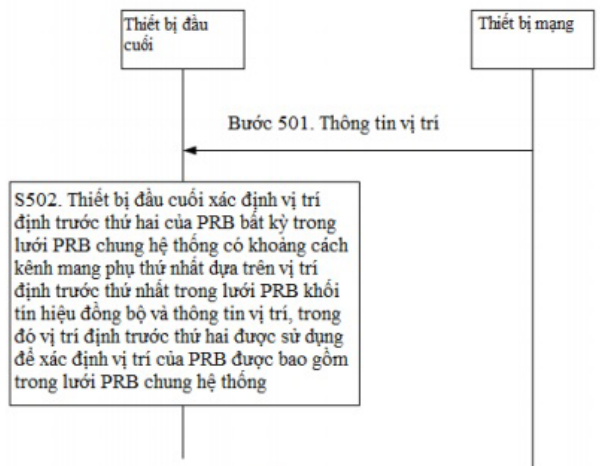 Thiết bị đầu
cuối
Thiết bị mạng
Bước 501. Thông tin vị trí
S502. Thiết bị đầu cuối xác định vị trí
định trước thứ hai của PRB bất kỳ trong
lưới PRB chung hệ thống có khoảng cách
kênh mang phụ thứ nhất dựa trên vị trí
định trước thứ nhất trong lưới PRB khối
tín hiệu đồng bộ và thông tin vị trí, trong
đó vị trí định trước thứ hai được sử dụng
để xác định vị trí của PRB được bao gồm
trong lưới PRB chung hệ thống